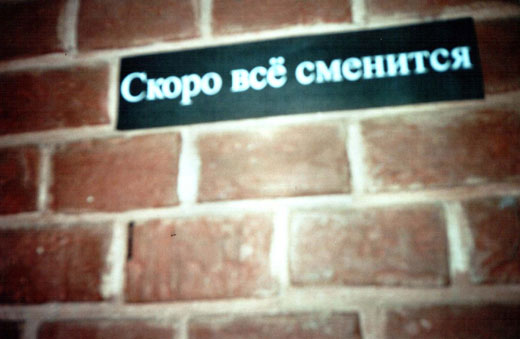 Скоро всё сменится